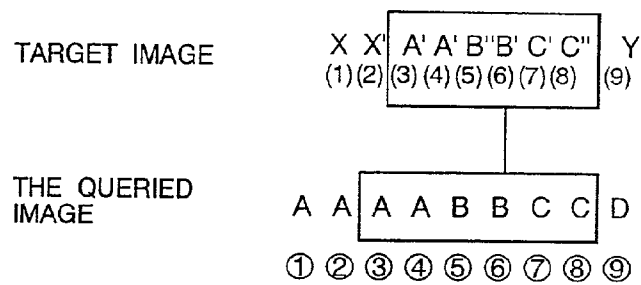 TARGET IMAGE X X' A' A' B" B' C' C" Y
(1) (2) (3) (4) (5) (6) (7) (8) (9)
THE QUERIED
IMAGE A A A A B B C C D
① ② ③ ④ ⑤ ⑥ ⑦ ⑧ ⑨